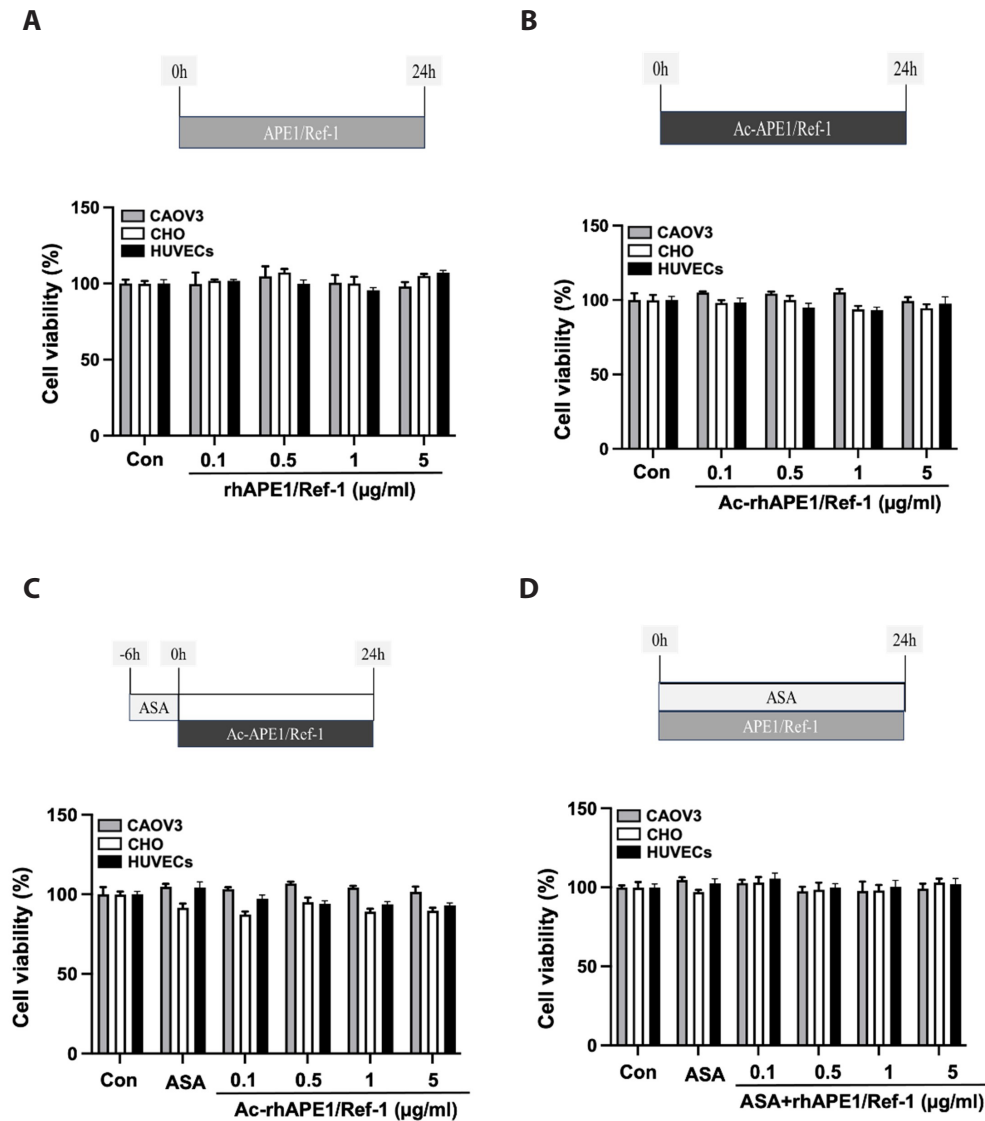 A
0h 24h
APE1/Ref-1
150
CAOV3
CHO
HUVECs
100
50
0
Cell viability (%)
Con 0.1 0.5 1 5
rhAPE1/Ref-1 (µg/ml)
B
0h 24h
Ac-APE1/Ref-1
150
CAOV3
CHO
HUVECs
100
50
0
Cell viability (%)
Con 0.1 0.5 1 5
Ac-rhAPE1/Ref-1 (µg/ml)
C
-6h 0h 24h
ASA
Ac-APE1/Ref-1
150
CAOV3
CHO
HUVECs
100
50
0
Cell viability (%)
Con ASA 0.1 0.5 1 5
Ac-rhAPE1/Ref-1 (µg/ml)
D
0h 24h
ASA
APE1/Ref-1
150
CAOV3
CHO
HUVECs
100
50
0
Cell viability (%)
Con ASA 0.1 0.5 1 5
ASA+rhAPE1/Ref-1 (µg/ml)